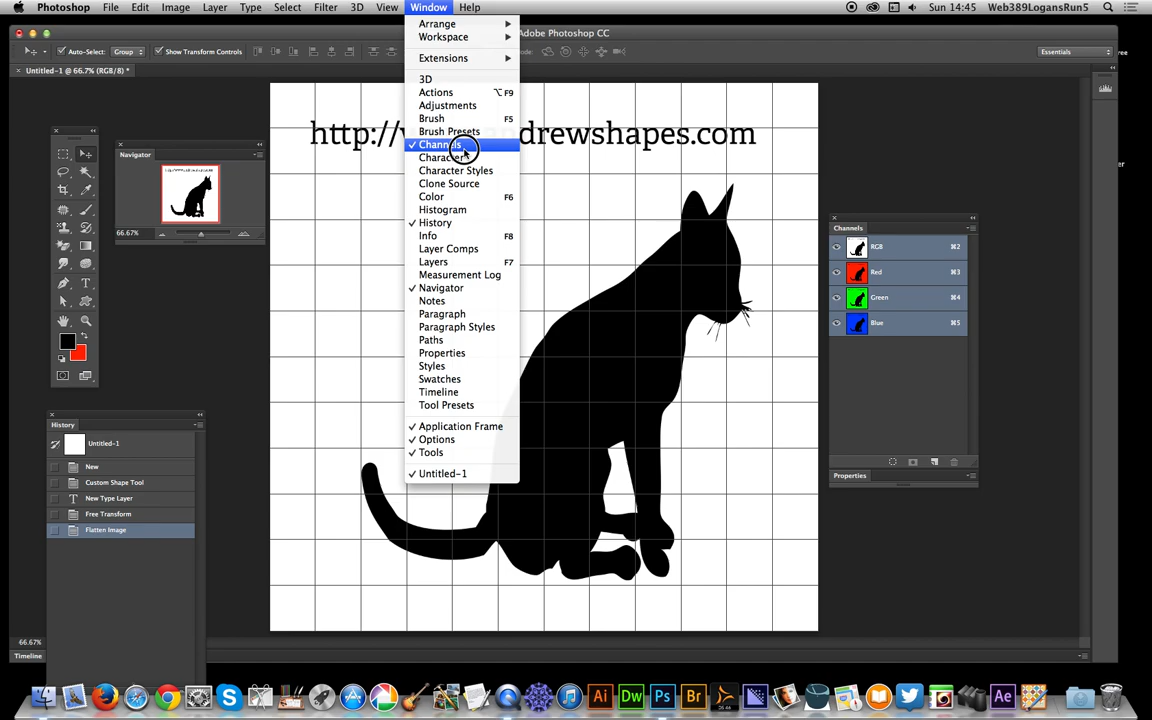 Photoshop File Edit Image Layer Type Select Filter 3D View Window Help Sun 14:45 Web389LogansRun5
Adobe Photoshop CC
Auto-Select: Group Show Transform Controls Essentials
Untitled-1 @ 66.7% (RGB/8) *
Arrange
Workspace
Extensions
3D
Actions ⌥F9
Adjustments
Brush F5
Brush Presets
Channels
Character
Character Styles
Clone Source
Color F6
Histogram
History
Info F8
Layer Comps
Layers F7
Measurement Log
Navigator
Notes
Paragraph
Paragraph Styles
Paths
Properties
Styles
Swatches
Timeline
Tool Presets
Application Frame
Options
Tools
Untitled-1
http://w andrewshapes.com
Navigator
66.67%
History
Untitled-1
New
Custom Shape Tool
New Type Layer
Free Transform
Flatten Image
Channels
RGB ⌘2
Red ⌘3
Green ⌘4
Blue ⌘5
Properties
66.67%
Timeline
Ai Dw Ps Br Ae